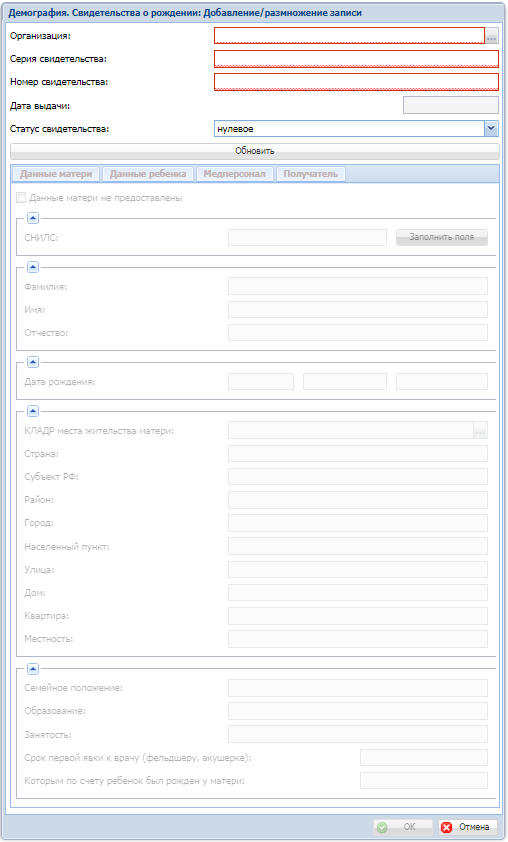 Демография. Свидетельства о рождении: Добавление/размножение записи
Организация:
...
Серия свидетельства:
Номер свидетельства:
Дата выдачи:
Статус свидетельства: нулевое
Обновить
Данные матери Данные ребенка Медперсонал Получатель
Данные матери не предоставлены
СНИЛС: Заполнить поля
Фамилия:
Имя:
Отчество:
Дата рождения:
КЛАДР места жительства матери: ...
Страна:
Субъект РФ:
Район:
Город:
Населенный пункт:
Улица:
Дом:
Квартира:
Местность:
Семейное положение:
Образование:
Занятость:
Срок первой явки к врачу (фельдшеру, акушерке):
Которым по счету ребенок был рожден у матери:
ОК Отмена